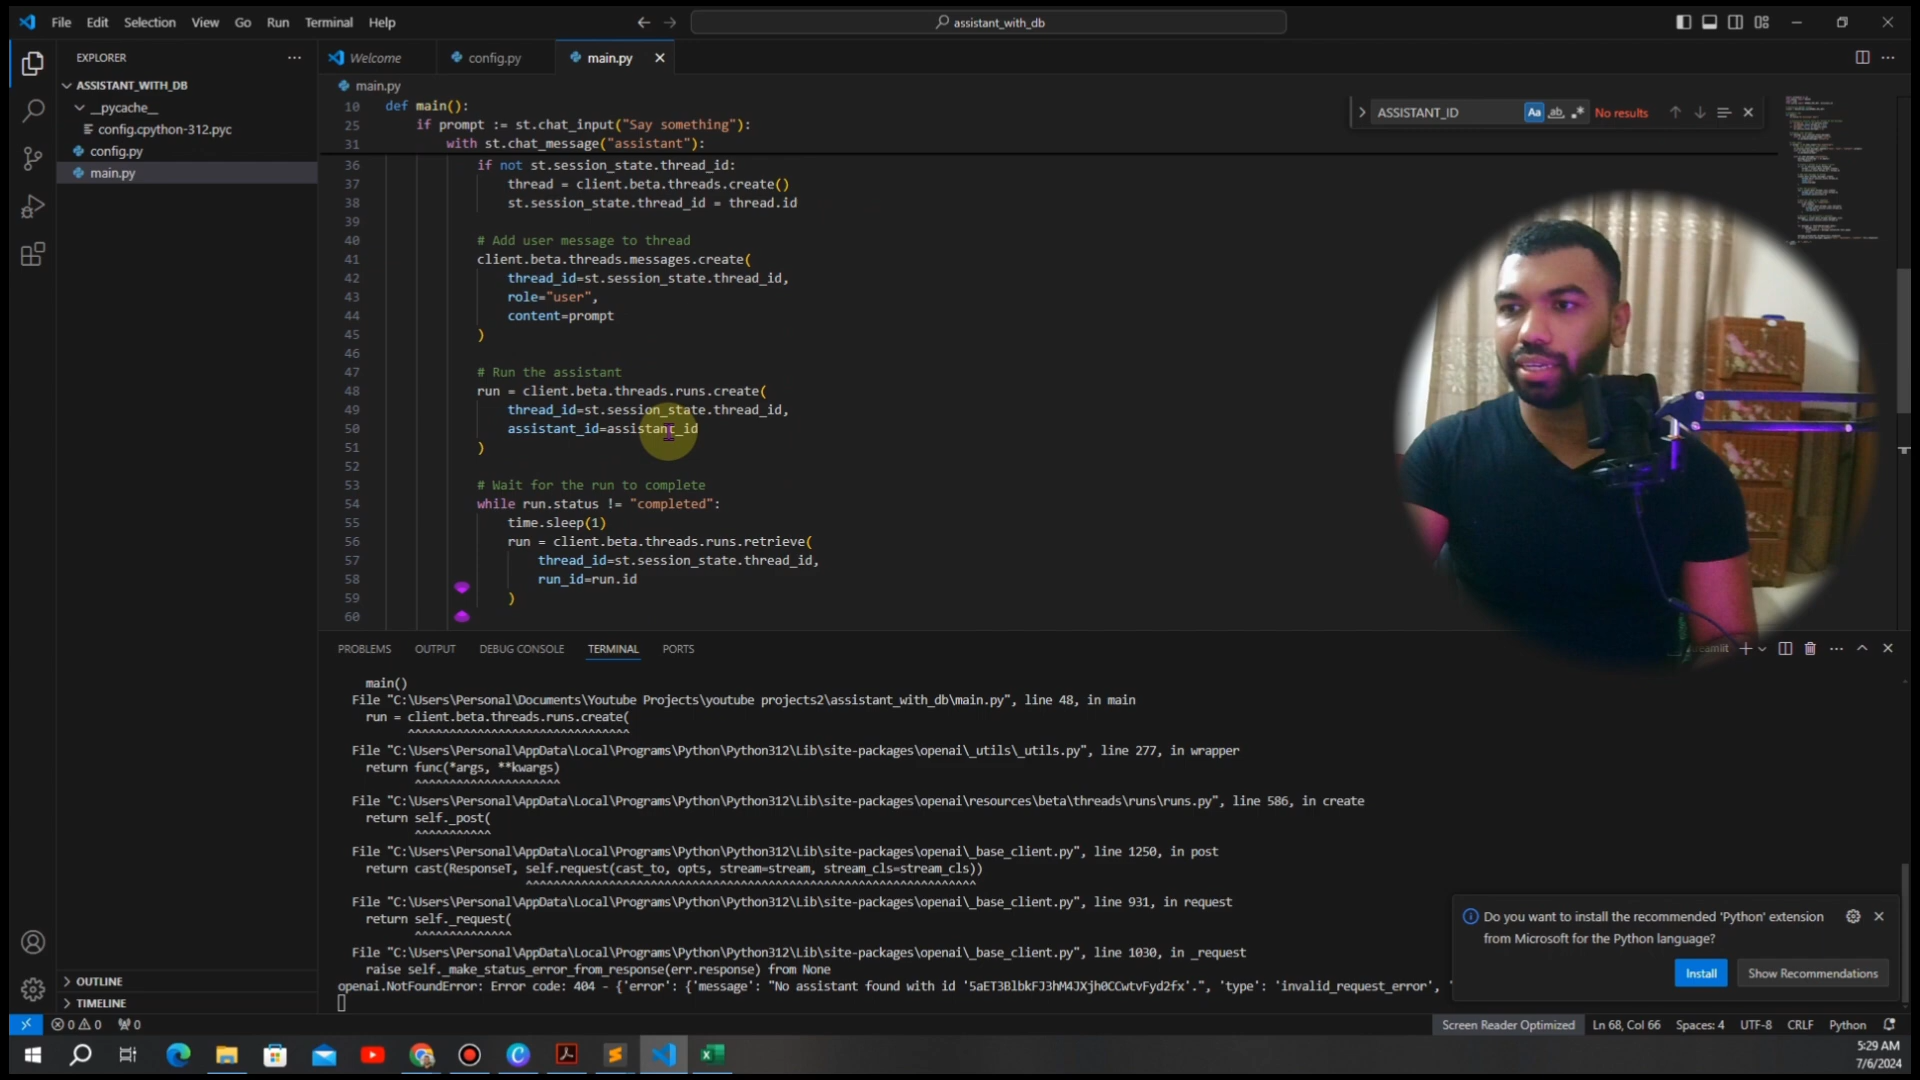 File Edit Selection View Go Run Terminal Help
assistant_with_db
EXPLORER
ASSISTANT_WITH_DB
__pycache__
config.cpython-312.pyc
config.py
main.py
Welcome
config.py
main.py
main.py
ASSISTANT_ID
Aa
ab
No results
10 def main():
25 if prompt := st.chat_input("Say something"):
31 with st.chat_message("assistant"):
36 if not st.session_state.thread_id:
37 thread = client.beta.threads.create()
38 st.session_state.thread_id = thread.id
39
40 # Add user message to thread
41 client.beta.threads.messages.create(
42 thread_id=st.session_state.thread_id,
43 role="user",
44 content=prompt
45 )
46
47 # Run the assistant
48 run = client.beta.threads.runs.create(
49 thread_id=st.session_state.thread_id,
50 assistant_id=assistant_id
51 )
52
53 # Wait for the run to complete
54 while run.status != "completed":
55 time.sleep(1)
56 run = client.beta.threads.runs.retrieve(
57 thread_id=st.session_state.thread_id,
58 run_id=run.id
59 )
60
PROBLEMS OUTPUT DEBUG CONSOLE TERMINAL PORTS
main()
File "C:\Users\Personal\Documents\Youtube Projects\youtube projects2\assistant_with_db\main.py", line 48, in main
run = client.beta.threads.runs.create(
^^^^^^^^^^^^^^^^^^^^^^^^^^^^^^^
File "C:\Users\Personal\AppData\Local\Programs\Python\Python312\Lib\site-packages\openai\_utils\_utils.py", line 277, in wrapper
return func(*args, **kwargs)
^^^^^^^^^^^^^^^^^^^^^
File "C:\Users\Personal\AppData\Local\Programs\Python\Python312\Lib\site-packages\openai\resources\beta\threads\runs\runs.py", line 586, in create
return self._post(
^^^^^^^^^^^
File "C:\Users\Personal\AppData\Local\Programs\Python\Python312\Lib\site-packages\openai\_base_client.py", line 1250, in post
return cast(ResponseT, self.request(cast_to, opts, stream=stream, stream_cls=stream_cls))
^^^^^^^^^^^^^^^^^^^^^^^^^^^^^^^^^^^^^^^^^^^^^^^^^^^^^^^^^^^^^^^^^
File "C:\Users\Personal\AppData\Local\Programs\Python\Python312\Lib\site-packages\openai\_base_client.py", line 931, in request
return self._request(
^^^^^^^^^^^^^^
File "C:\Users\Personal\AppData\Local\Programs\Python\Python312\Lib\site-packages\openai\_base_client.py", line 1030, in _request
raise self._make_status_error_from_response(err.response) from None
openai.NotFoundError: Error code: 404 - {'error': {'message': "No assistant found with id '5aET3BlbkFJ3hM4JXjh0CCwtvFyd2fx'.", 'type': 'invalid_request_error', '
Do you want to install the recommended 'Python' extension
from Microsoft for the Python language?
Install
Show Recommendations
OUTLINE
TIMELINE
0 0 0
Screen Reader Optimized Ln 68, Col 66 Spaces: 4 UTF-8 CRLF Python
5:29 AM
7/6/2024